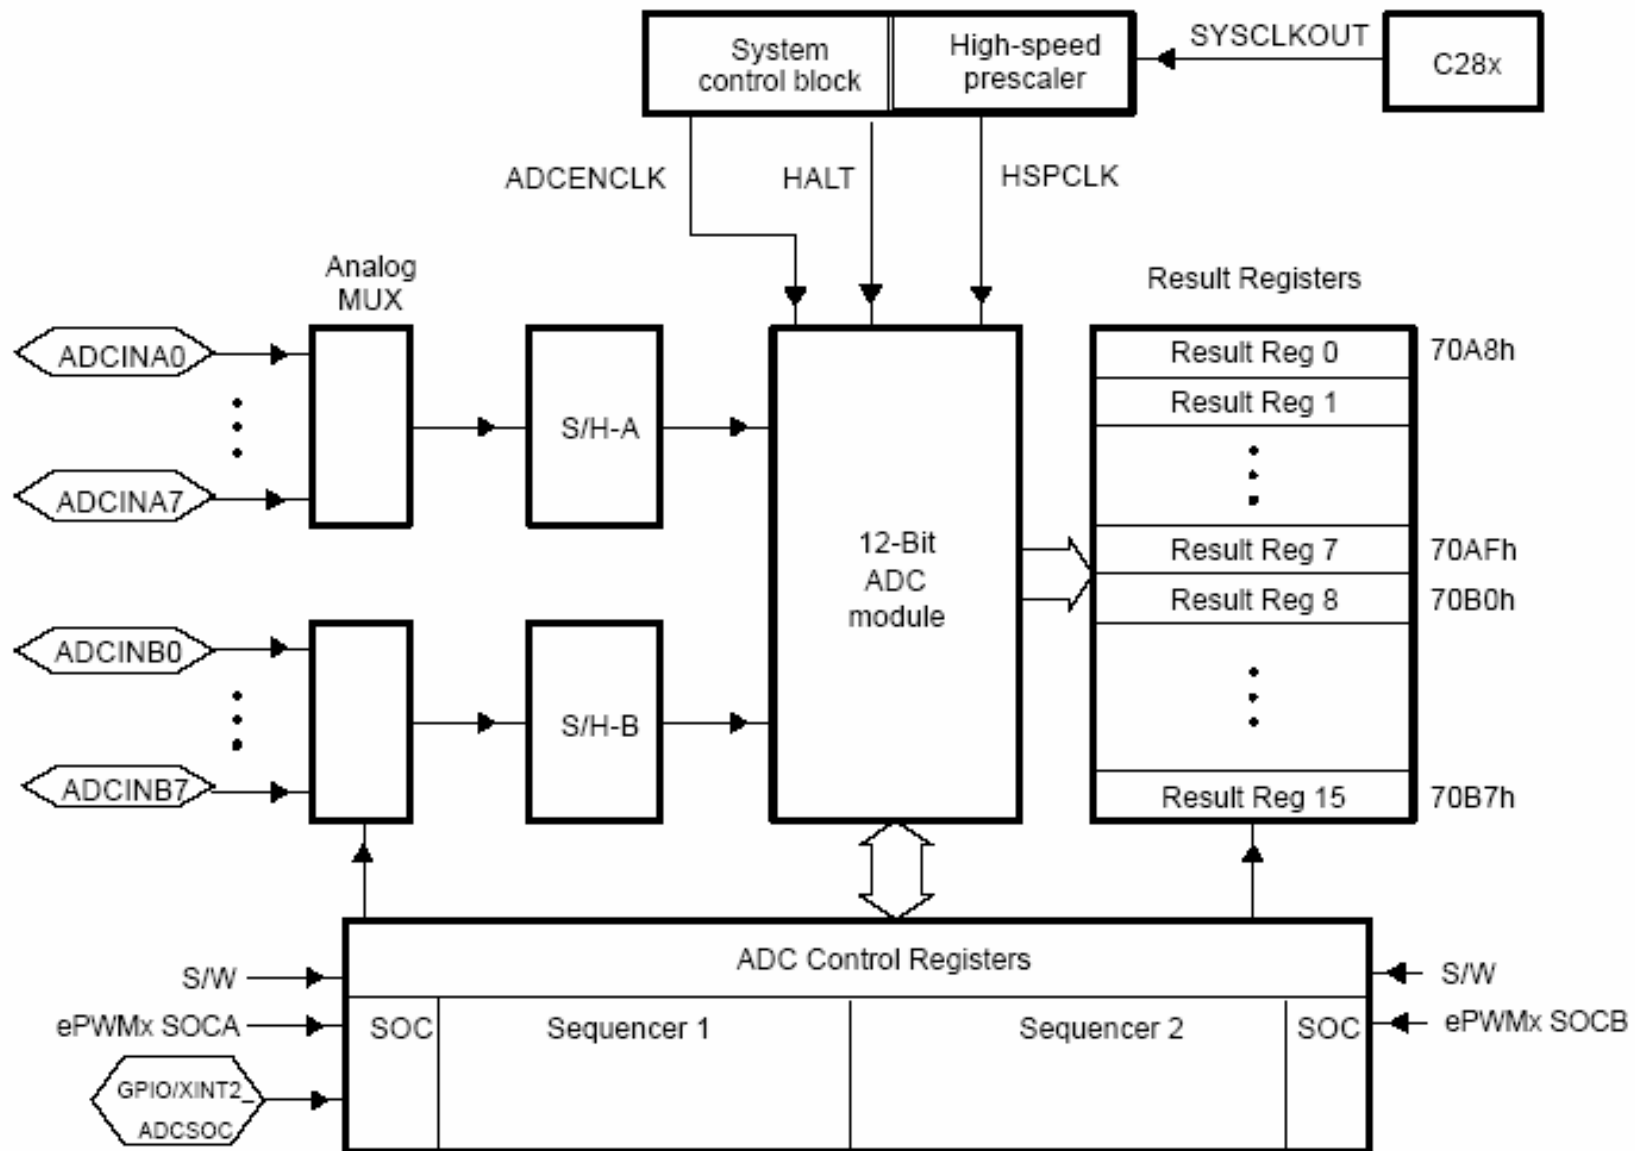 System
control block
High-speed
prescaler
SYSCLKOUT
C28x
ADCENCLK
HALT
HSPCLK
Analog
MUX
Result Registers
ADCINA0
ADCINA7
S/H-A
ADCINB0
ADCINB7
S/H-B
12-Bit
ADC
module
Result Reg 0
70A8h
Result Reg 1
Result Reg 7
70AFh
Result Reg 8
70B0h
Result Reg 15
70B7h
ADC Control Registers
S/W
ePWMx SOCA
GPIO/XINT2_
ADCSOC
SOC
Sequencer 1
Sequencer 2
SOC
S/W
ePWMx SOCB